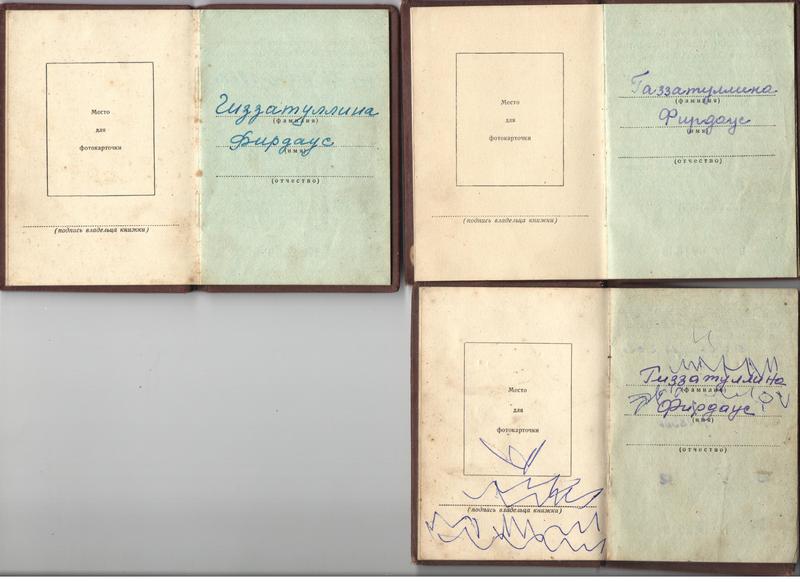 Место
для
фотокарточки
(подпись владельца книжки)
Гиззатуллина
(фамилия)
Фирдаус
(имя)
(отчество)
Место
для
фотокарточки
(подпись владельца книжки)
Газзатуллина
(фамилия)
Фирдаус
(имя)
(отчество)
Место
для
фотокарточки
(подпись владельца книжки)
Гиззатуллина
(фамилия)
Фирдаус
(имя)
(отчество)